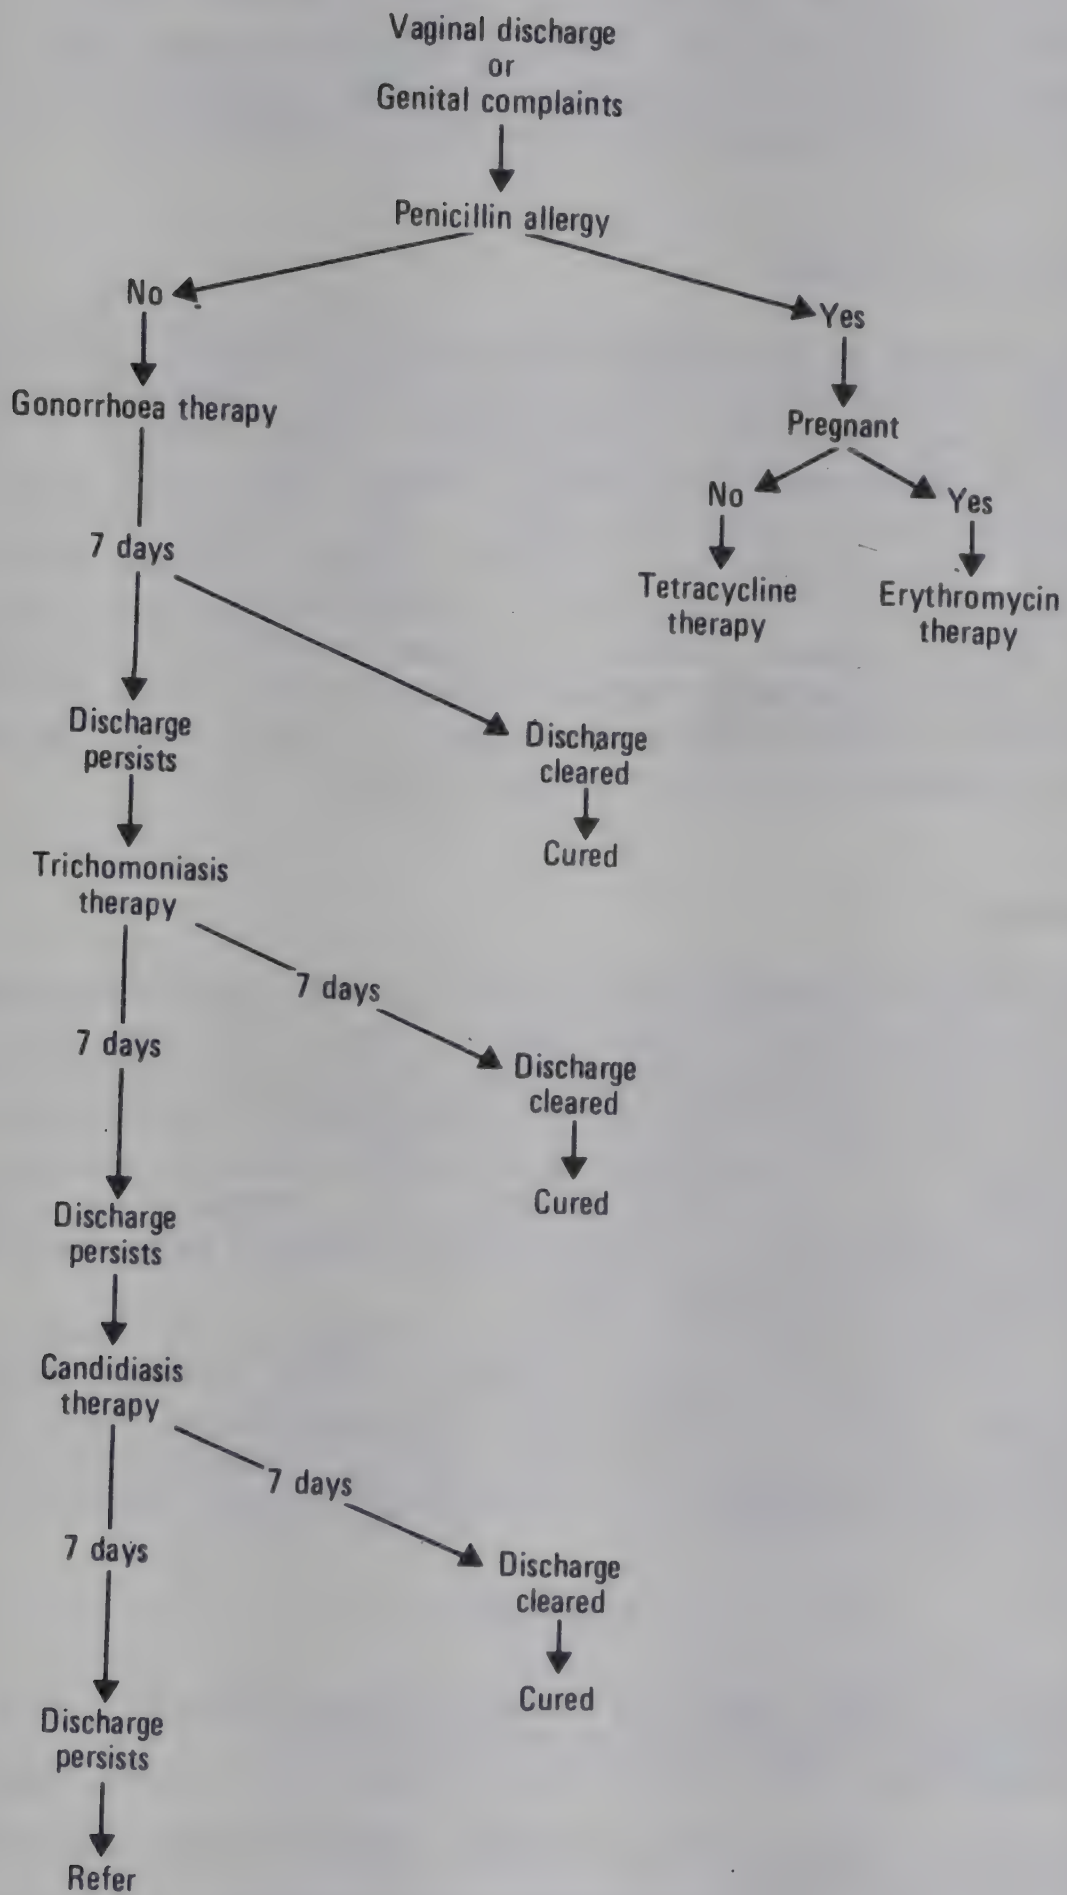 Vaginal discharge
or
Genital complaints
Penicillin allergy
No
Yes
Gonorrhoea therapy
Pregnant
No
Yes
7 days
Tetracycline
therapy
Erythromycin
therapy
Discharge
persists
Discharge
cleared
Cured
Trichomoniasis
therapy
7 days
7 days
Discharge
cleared
Cured
Discharge
persists
Candidiasis
therapy
7 days
7 days
Discharge
cleared
Cured
Discharge
persists
Refer